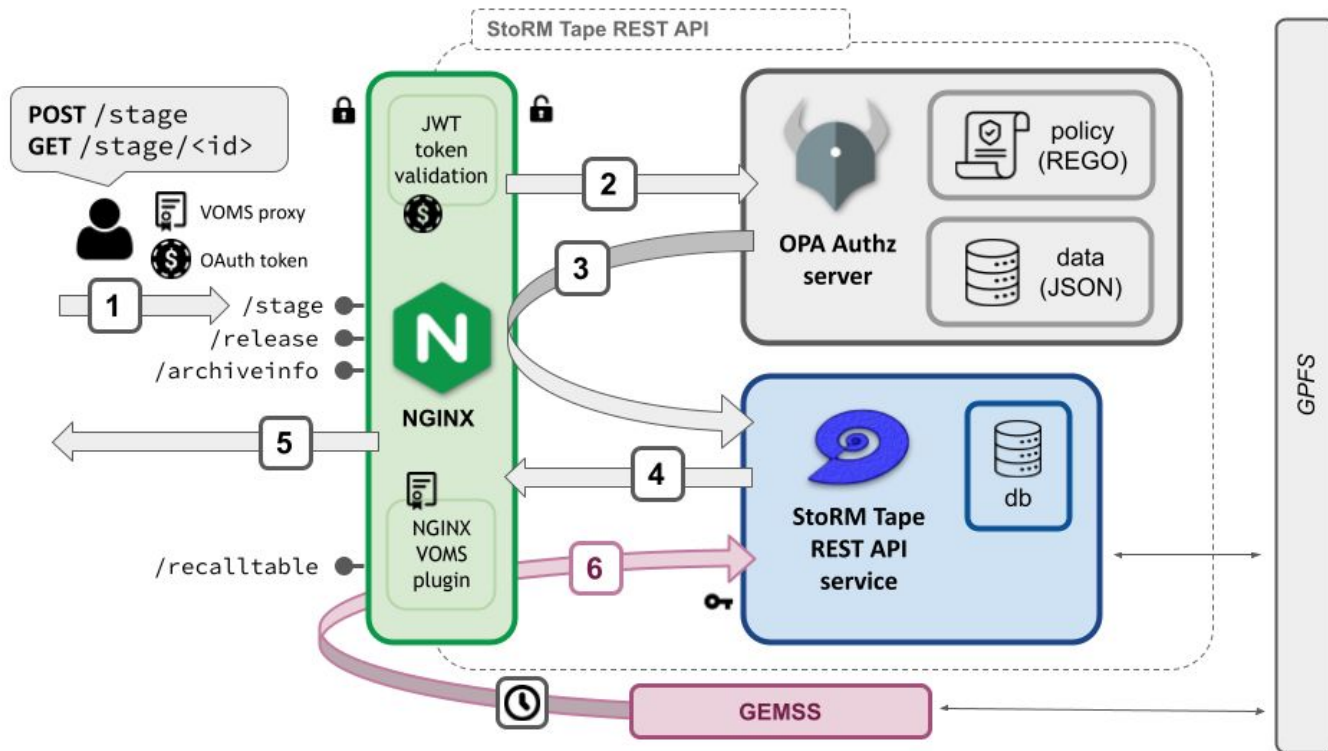 StoRM Tape REST API
POST /stage
GET /stage/<id>
VOMS proxy
OAuth token
1
/stage
/release
/archiveinfo
5
/recalltable
JWT
token
validation
N
NGINX
NGINX
VOMS
plugin
2
3
4
6
OPA Authz
server
policy
(REGO)
data
(JSON)
StoRM Tape
REST API
service
db
GEMSS
GPFS